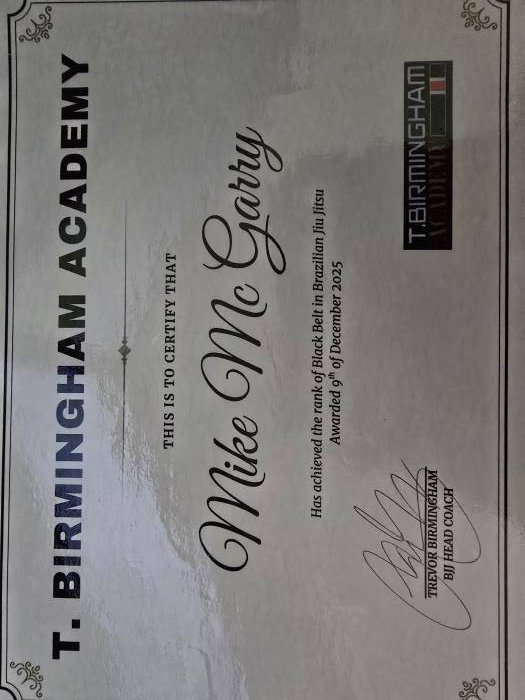 T. BIRMINGHAM ACADEMY
THIS IS TO CERTIFY THAT
Mike Mc Garry
Has achieved the rank of Black Belt in Brazilian Jiu Jitsu
Awarded 9th of December 2025
TREVOR BIRMINGHAM
BJJ HEAD COACH
T.BIRMINGHAM
ACADEMY